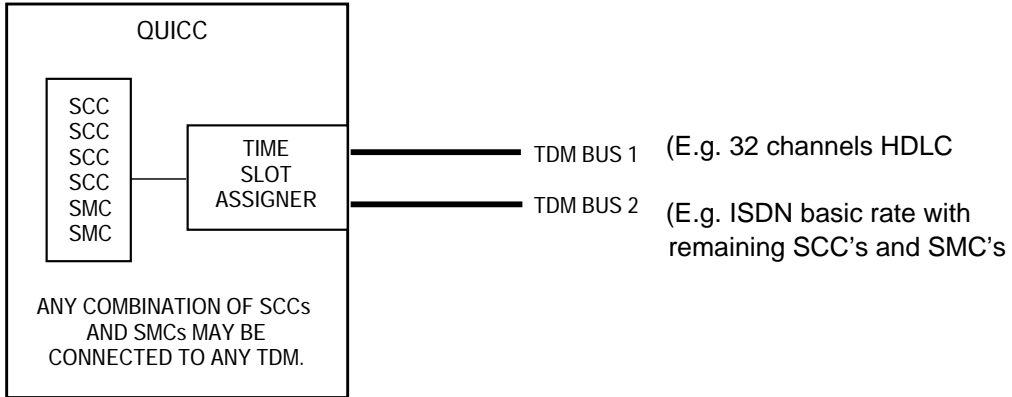 QUICC
SCC
SCC
SCC
SCC
SMC
SMC
TIME
SLOT
ASSIGNER
TDM BUS 1
(E.g. 32 channels HDLC
TDM BUS 2
(E.g. ISDN basic rate with
remaining SCC's and SMC's
ANY COMBINATION OF SCCs
AND SMCs MAY BE
CONNECTED TO ANY TDM.